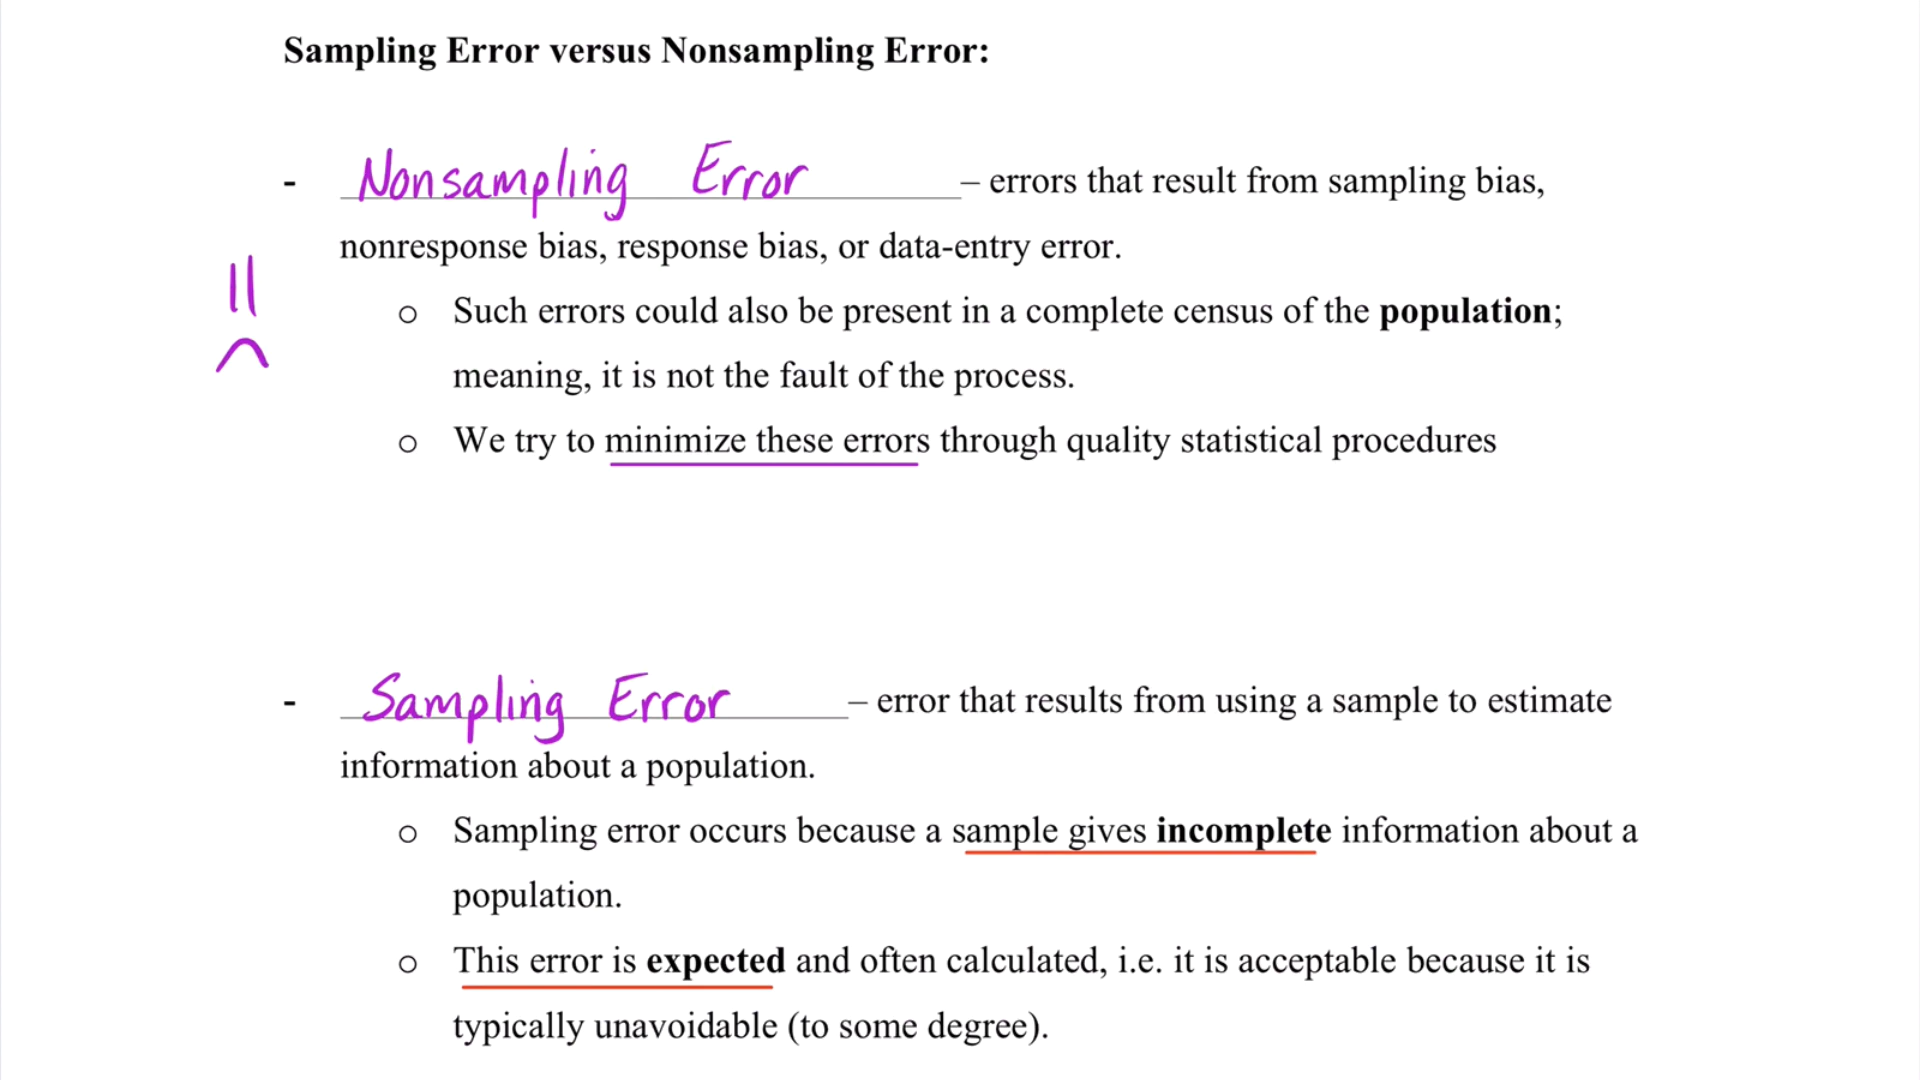 Sampling Error versus Nonsampling Error:
- Nonsampling Error – errors that result from sampling bias,
nonresponse bias, response bias, or data-entry error.
o Such errors could also be present in a complete census of the population;
meaning, it is not the fault of the process.
o We try to minimize these errors through quality statistical procedures
- Sampling Error – error that results from using a sample to estimate
information about a population.
o Sampling error occurs because a sample gives incomplete information about a
population.
o This error is expected and often calculated, i.e. it is acceptable because it is
typically unavoidable (to some degree).